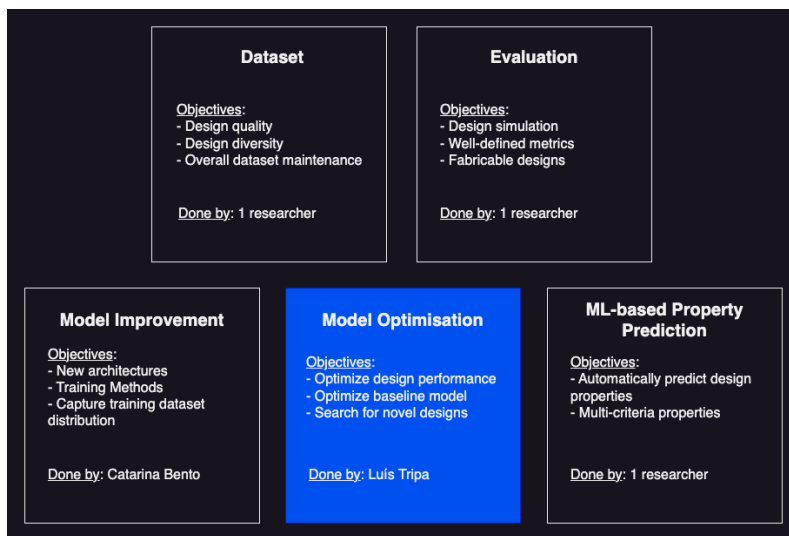 Dataset
Objectives:
- Design quality
- Design diversity
- Overall dataset maintenance
Done by: 1 researcher
Evaluation
Objectives:
- Design simulation
- Well-defined metrics
- Fabricable designs
Done by: 1 researcher
Model Improvement
Objectives:
- New architectures
- Training Methods
- Capture training dataset
distribution
Done by: Catarina Bento
Model Optimisation
Objectives:
- Optimize design performance
- Optimize baseline model
- Search for novel designs
Done by: Luís Tripa
ML-based Property
Prediction
Objectives:
- Automatically predict design
properties
- Multi-criteria properties
Done by: 1 researcher